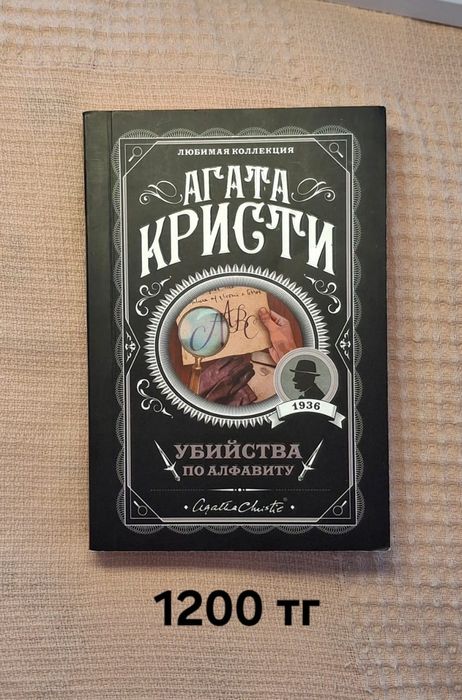 ЛЮБИМАЯ КОЛЛЕКЦИЯ
АГАТА
КРИСТИ
ABC
1936
УБИЙСТВА
ПО АЛФАВИТУ
Agatha Christie®
1200 тг